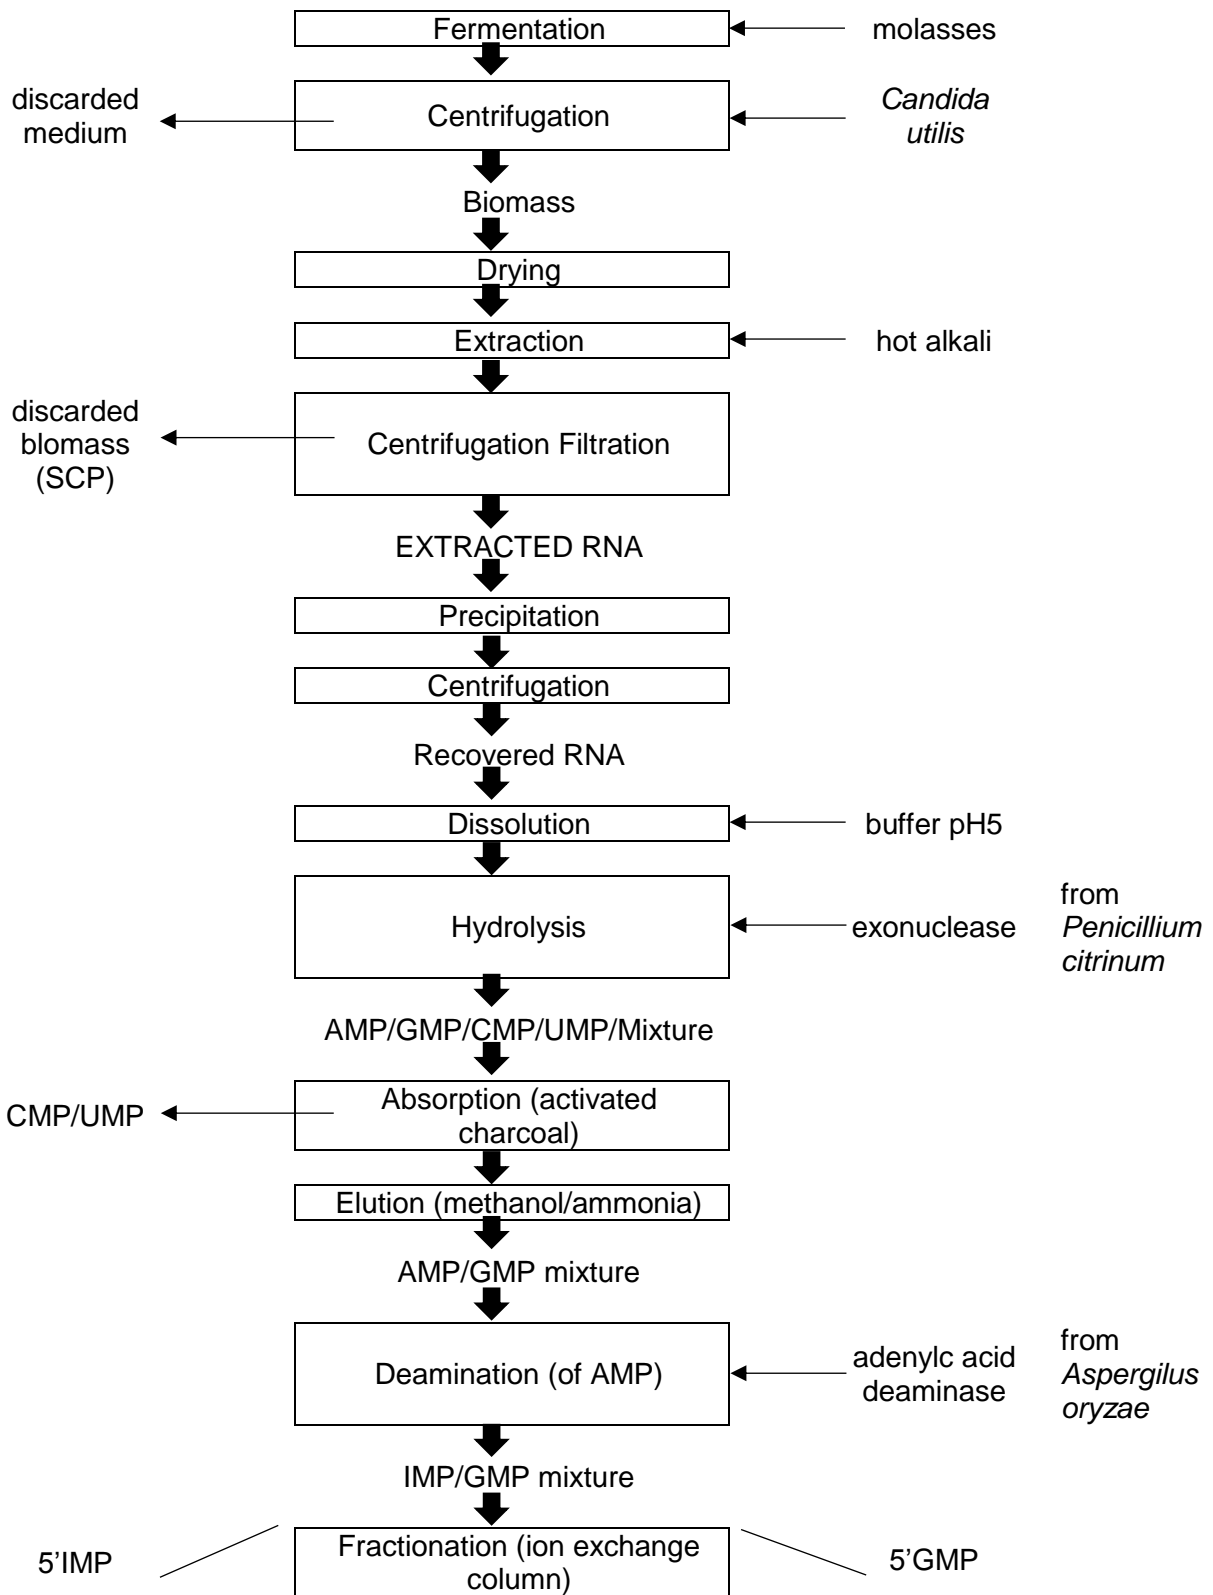 Fermentation
molasses
discarded
medium
Centrifugation
Candida
utilis
Biomass
Drying
Extraction
hot alkali
discarded
blomass
(SCP)
Centrifugation Filtration
EXTRACTED RNA
Precipitation
Centrifugation
Recovered RNA
Dissolution
buffer pH5
Hydrolysis
exonuclease
from
Penicillium
citrinum
AMP/GMP/CMP/UMP/Mixture
CMP/UMP
Absorption (activated
charcoal)
Elution (methanol/ammonia)
AMP/GMP mixture
Deamination (of AMP)
adenylc acid
deaminase
from
Aspergilus
oryzae
IMP/GMP mixture
5’IMP
Fractionation (ion exchange
column)
5’GMP